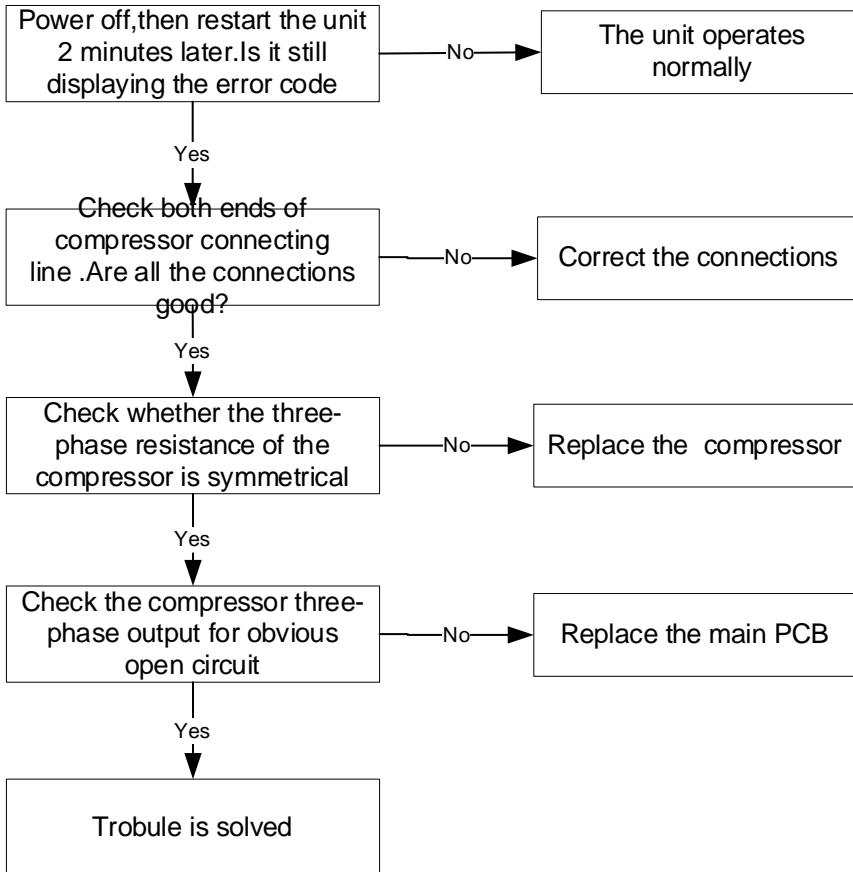 Power off,then restart the unit
2 minutes later.Is it still
displaying the error code
No
The unit operates
normally
Yes
Check both ends of
compressor connecting
line .Are all the connections
good?
No
Correct the connections
Yes
Check whether the three-
phase resistance of the
compressor is symmetrical
No
Replace the  compressor
Yes
Check the compressor three-
phase output for obvious
open circuit
No
Replace the main PCB
Yes
Trobule is solved